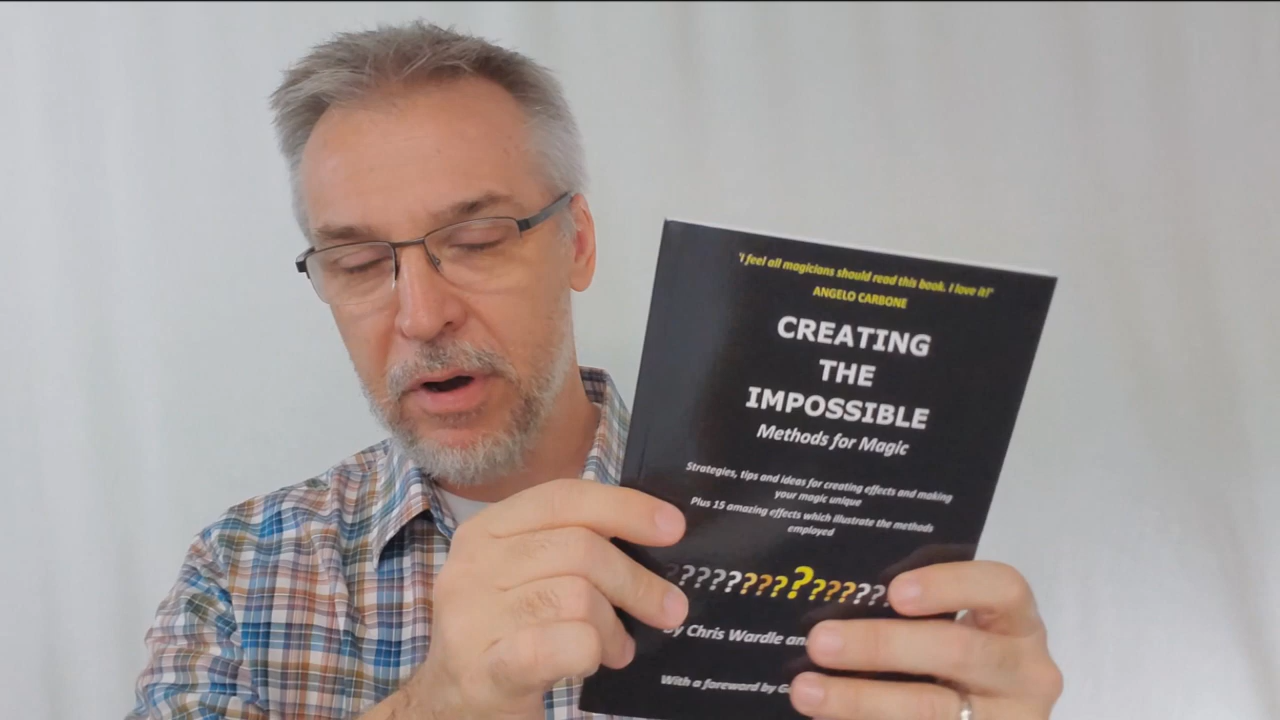 'I feel all magicians should read this book. I love it!'
ANGELO CARBONE
CREATING
THE
IMPOSSIBLE
Methods for Magic
Strategies, tips and ideas for creating effects and making
your magic unique
Plus 15 amazing effects which illustrate the methods
employed
?????????????
By Chris Wardle
With a foreword by